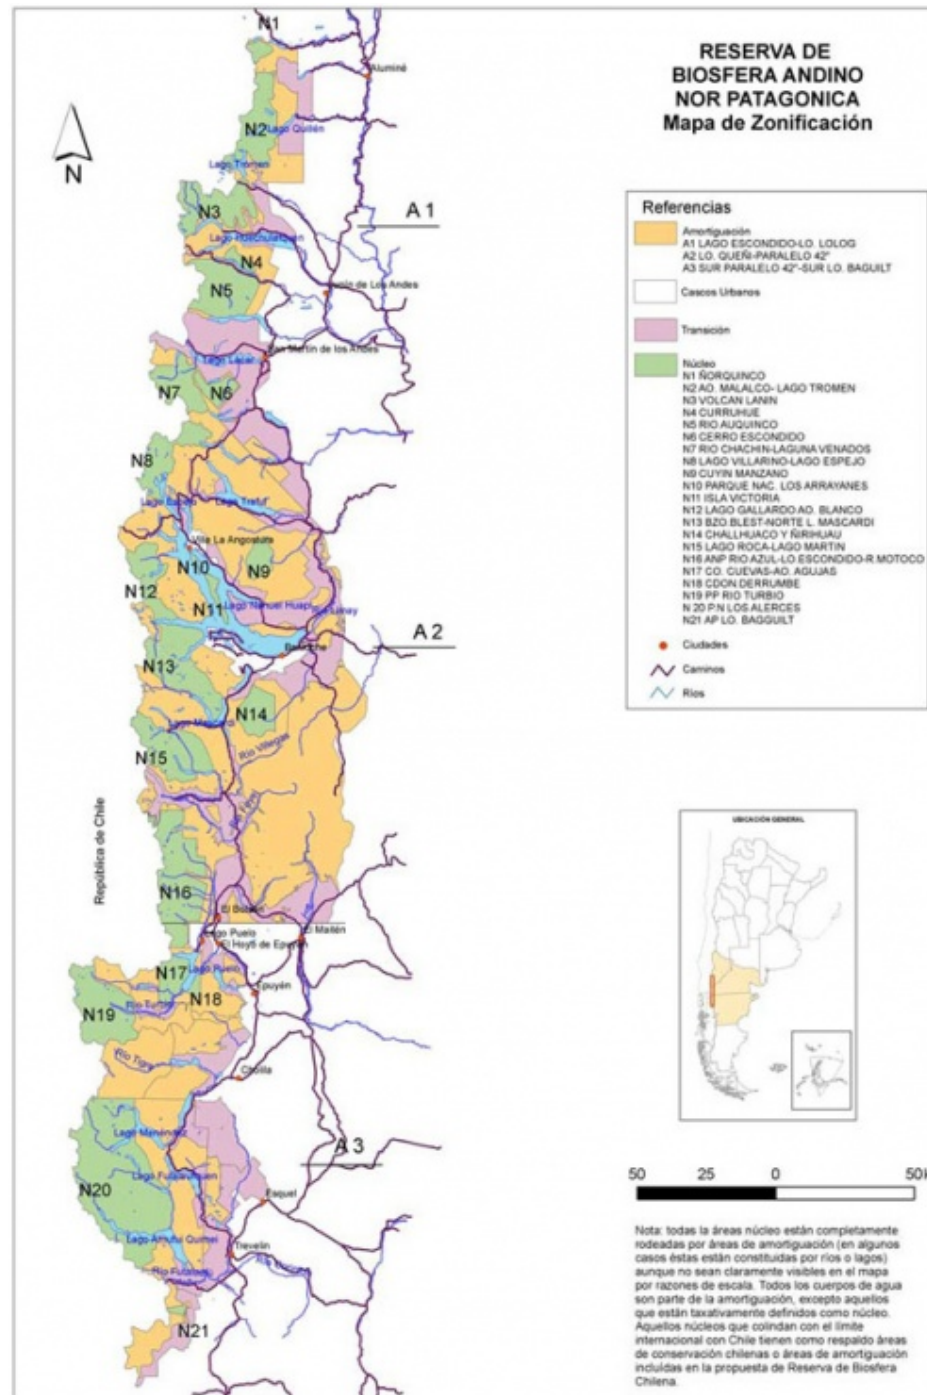 RESERVA DE
BIOSFERA ANDINO
NOR PATAGONICA
Mapa de Zonificación
Referencias
Amortiguación
A1 LAGO ESCONDIDO-LO. LOLOG
A2 LO. QUEÑI-PARALELO 42°
A3 SUR PARALELO 42°-SUR LO. BAGUILT
Cascos Urbanos
Transición
Núcleo
N1 ÑORQUINCO
N2 AO. MALALCO- LAGO TROMEN
N3 VOLCAN LANIN
N4 CURRUHUE
N5 RIO AUQUINCO
N6 CERRO ESCONDIDO
N7 RIO CHACHIN-LAGUNA VENADOS
N8 LAGO VILLARINO-LAGO ESPEJO
N9 CUYIN MANZANO
N10 PARQUE NAC. LOS ARRAYANES
N11 ISLA VICTORIA
N12 LAGO GALLARDO AO. BLANCO
N13 BZO.BLEST-NORTE L. MASCARDI
N14 CHALLHUACO Y ÑIRIHUAU
N15 LAGO ROCA-LAGO MARTIN
N16 ANP RIO AZUL-LO.ESCONDIDO-R.MOTOCO
N17 CO. CUEVAS-AO. AGUJAS
N18 CDON.DERRUMBE
N19 PP RIO TURBIO
N 20 P.N LOS ALERCES
N21 AP LO. BAGGUILT
Ciudades
Caminos
Ríos
N
República de Chile
N1
Aluminé
N2
Lago Quillén
Lago Tromen
N3
A 1
N4
N5
de Los Andes
San Martín de los Andes
Lago Lácar
N7
N6
N8
Lago Traful
Villa La Angostura
N10
N9
N12
N11
Lago Nahuel Huapi
A 2
N13
N14
Lago Mascardi
Río Villegas
N15
N16
El Maitén
Lago Puelo
El Hoyo de Epuyén
N17
Lago Puelo
N18
Epuyén
N19
Río Turbio
Río Tigre
Cholila
Lago Menéndez
A 3
N20
Esquel
Trevelin
N21
UBICACIÓN GENERAL
50 25 0 50
Nota: todas la áreas núcleo están completamente
rodeadas por áreas de amortiguación (en algunos
casos éstas están constituidas por ríos o lagos)
aunque no sean claramente visibles en el mapa
por razones de escala. Todos los cuerpos de agua
son parte de la amortiguación, excepto aquellos
que están taxativamente definidos como núcleo.
Aquellos núcleos que colindan con el límite
internacional con Chile tienen como respaldo áreas
de conservación chilenas o áreas de amortiguación
incluídas en la propuesta de Reserva de Biosfera
Chilena.